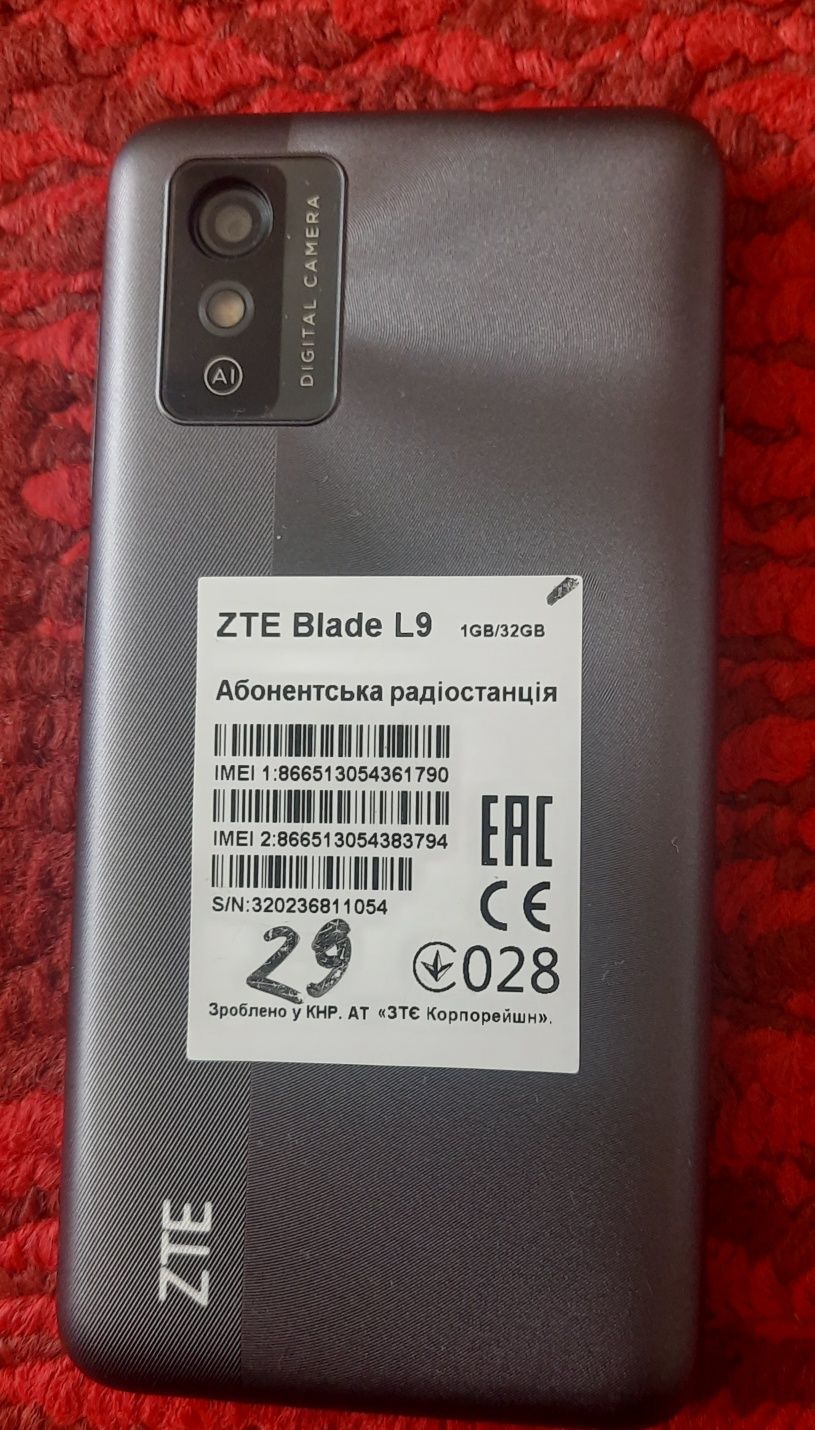 AI
DIGITAL CAMERA
ZTE Blade L9 1GB/32GB
Абонентська радіостанція
IMEI 1:866513054361790
IMEI 2:866513054383794
S/N:320236811054
EAC
CE
29
028
Зроблено у КНР. АТ «ЗТЄ Корпорейшн».
ZTE